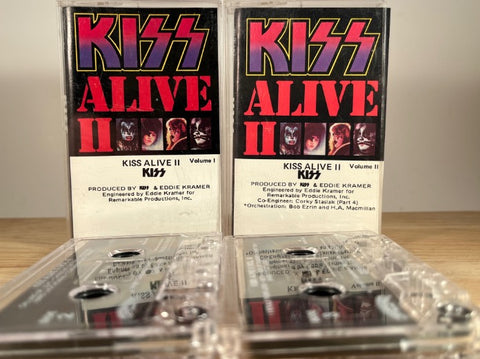 KISS
ALIVE
II
KISS ALIVE II Volume I
KISS
PRODUCED BY KISS & EDDIE KRAMER
Engineered by Eddie Kramer for
Remarkable Productions, Inc.
KISS
ALIVE
II
KISS ALIVE II Volume II
KISS
PRODUCED BY KISS & EDDIE KRAMER
Engineered by Eddie Kramer for
Remarkable Productions, Inc.
Co-Engineer: Corky Stasiak (Part 4)
*Orchestration: Bob Ezrin and H.A. Macmillan